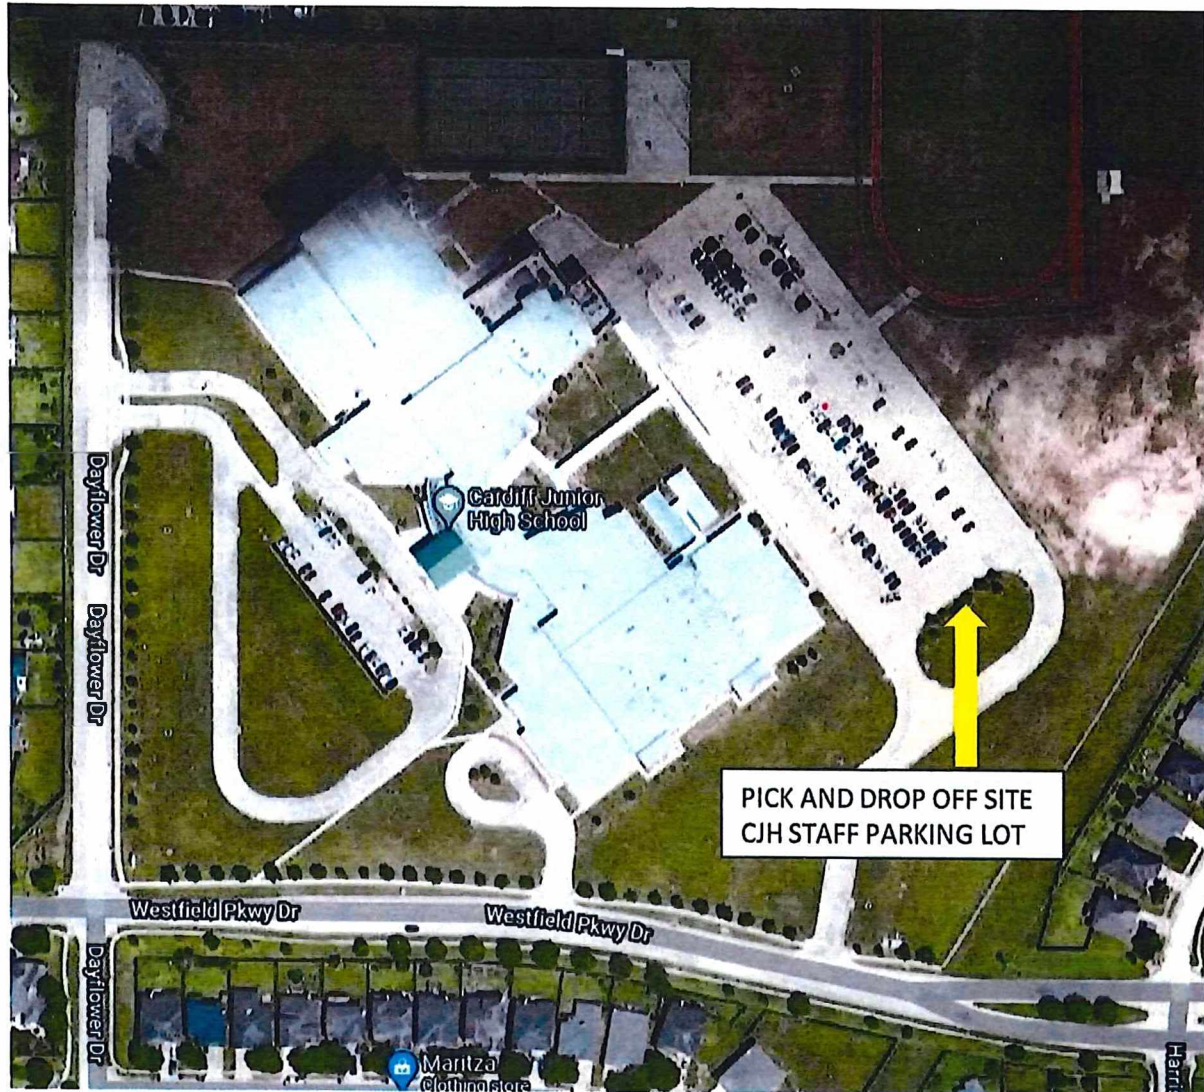 Cardiff Junior
High School
Dayflower Dr
Dayflower Dr
PICK AND DROP OFF SITE
CJH STAFF PARKING LOT
Westfield Pkwy Dr
Westfield Pkwy Dr
Dayflower Dr
Maritza
Clothing store